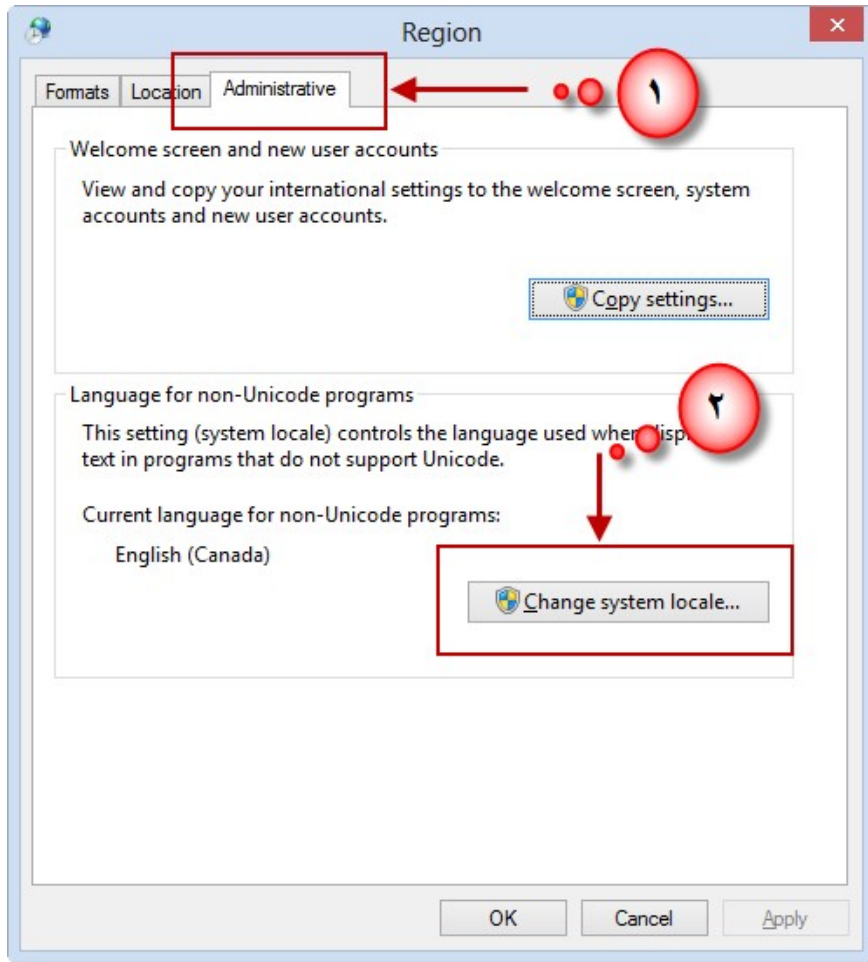 Region
Formats Location Administrative
١
Welcome screen and new user accounts
View and copy your international settings to the welcome screen, system
accounts and new user accounts.
Copy settings...
Language for non-Unicode programs
٢
This setting (system locale) controls the language used when
text in programs that do not support Unicode.
Current language for non-Unicode programs:
English (Canada)
Change system locale...
OK Cancel Apply